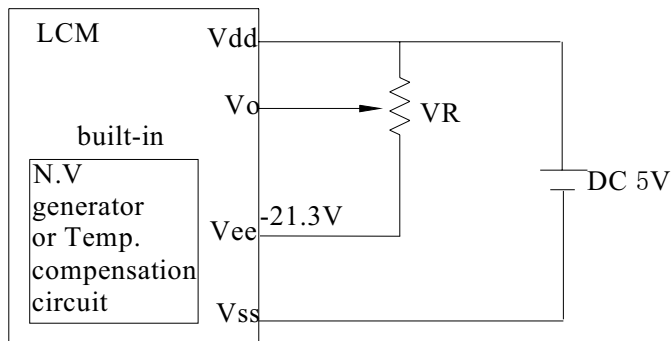 LCM
Vdd
Vo
VR
built-in
N.V
generator
or Temp.
compensation
circuit
DC 5V
-21.3V
Vee
Vss